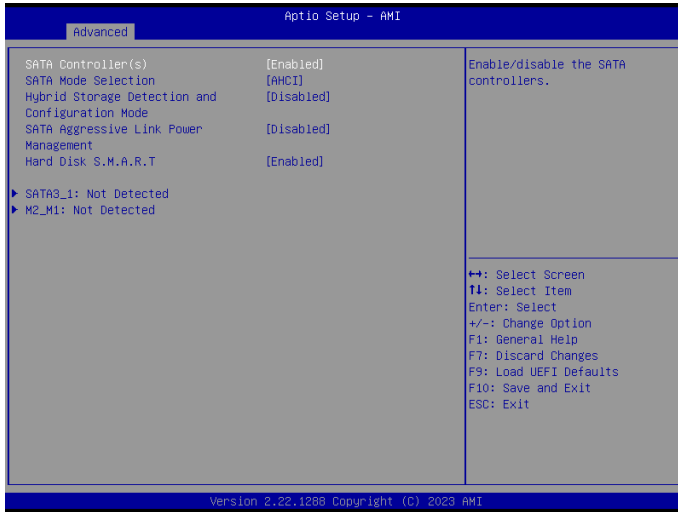 Aptio Setup – AMI
Advanced
SATA Controller(s) [Enabled]
SATA Mode Selection [AHCI]
Hybrid Storage Detection and [Disabled]
Configuration Mode
SATA Aggressive Link Power [Disabled]
Management
Hard Disk S.M.A.R.T [Enabled]
SATA3_1: Not Detected
M2_M1: Not Detected
Enable/disable the SATA
controllers.
↔: Select Screen
↑↓: Select Item
Enter: Select
+/-: Change Option
F1: General Help
F7: Discard Changes
F9: Load UEFI Defaults
F10: Save and Exit
ESC: Exit
Version 2.22.1288 Copyright (C) 2023 AMI